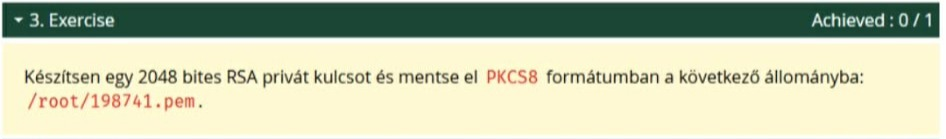 3. Exercise Achieved : 0 / 1
Készítsen egy 2048 bites RSA privát kulcsot és mentse el PKCS8 formátumban a következő állományba:
/root/198741.pem.